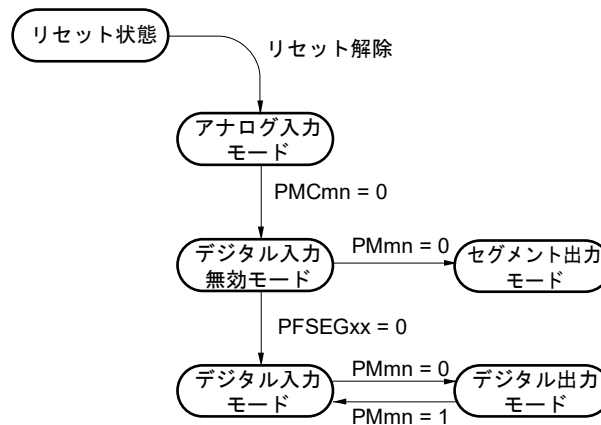 リセット状態
リセット解除
アナログ入力
モード
PMCmn = 0
デジタル入力
無効モード
PMmn = 0
セグメント出力
モード
PFSEGxx = 0
デジタル入力
モード
PMmn = 0
PMmn = 1
デジタル出力
モード